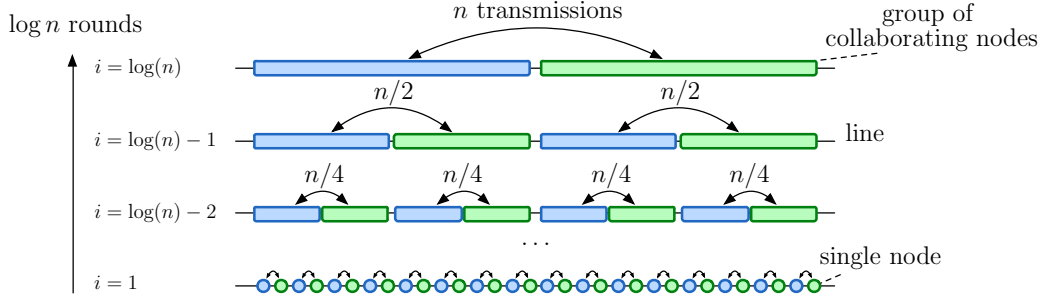 log n rounds
n transmissions
group of
collaborating nodes
i = log(n)
n/2
n/2
i = log(n) − 1
line
n/4
n/4
n/4
n/4
i = log(n) − 2
...
single node
i = 1